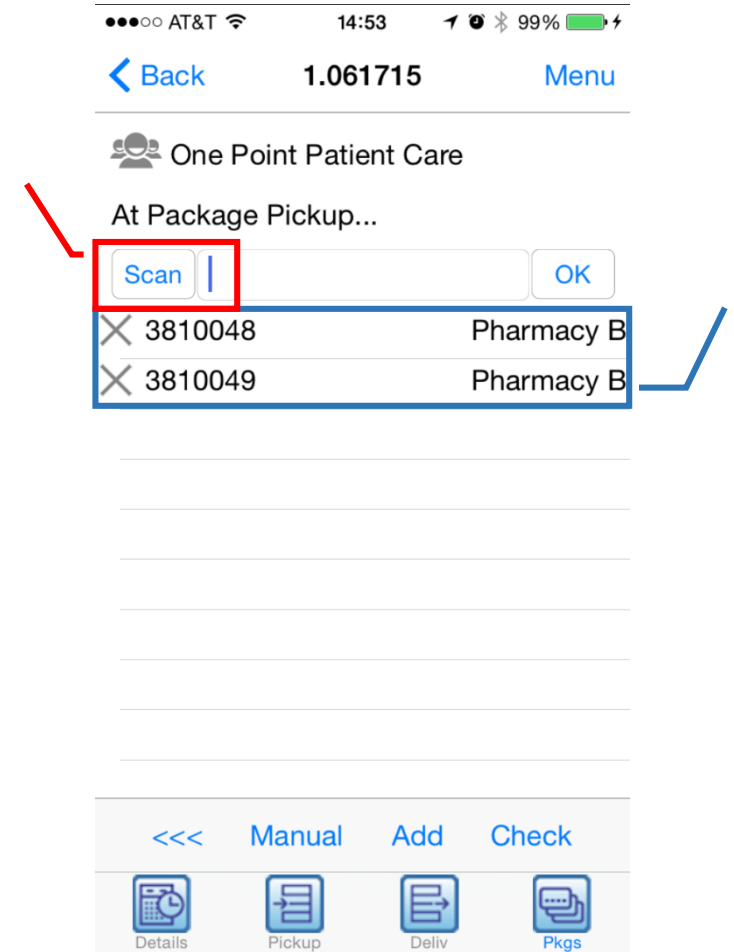 AT&T 14:53 99%
Back 1.061715 Menu
One Point Patient Care
At Package Pickup...
Scan OK
3810048 Pharmacy B
3810049 Pharmacy B
<<< Manual Add Check
Details Pickup Deliv Pkgs